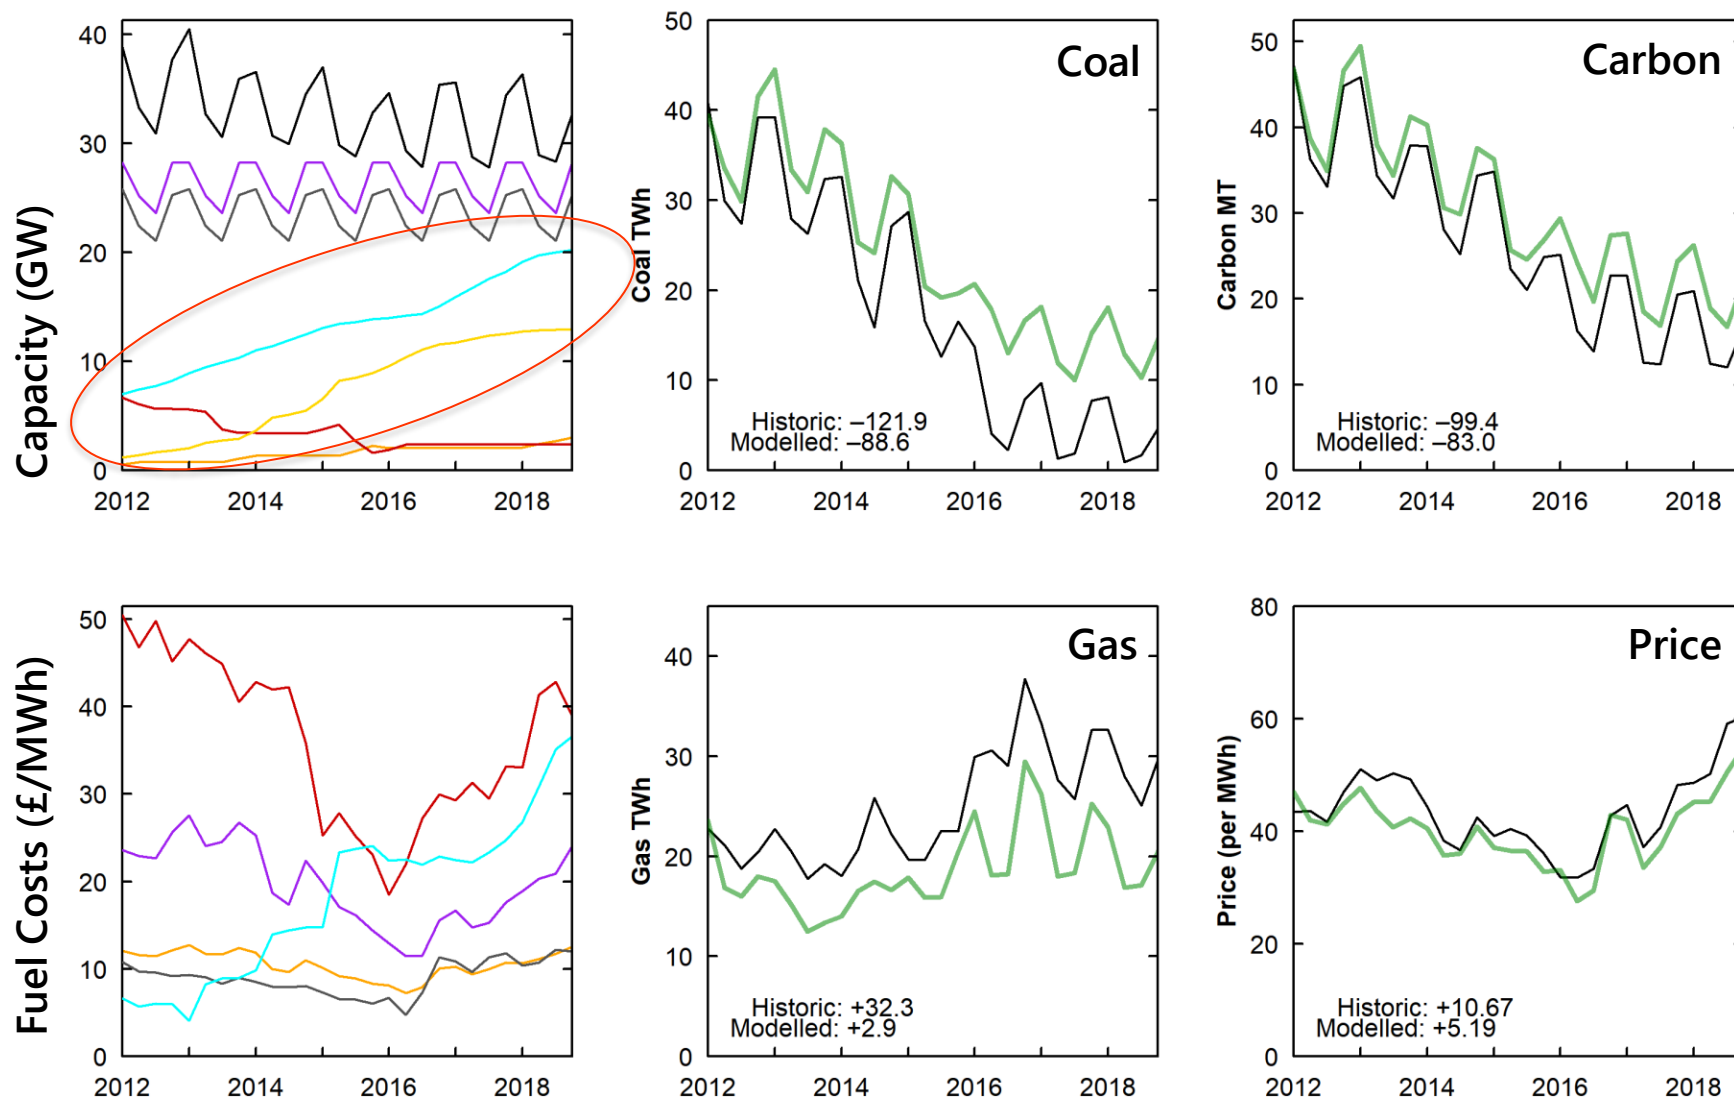 Capacity (GW)
40
30
20
10
0
2012 2014 2016 2018
Coal
Coal TWh
50
40
30
20
10
0
Historic: –121.9
Modelled: –88.6
2012 2014 2016 2018
Carbon
Carbon MT
50
40
30
20
10
0
Historic: –99.4
Modelled: –83.0
2012 2014 2016 2018
Fuel Costs (£/MWh)
50
40
30
20
10
0
2012 2014 2016 2018
Gas
Gas TWh
40
30
20
10
0
Historic: +32.3
Modelled: +2.9
2012 2014 2016 2018
Price
Price (per MWh)
80
60
40
20
0
Historic: +10.67
Modelled: +5.19
2012 2014 2016 2018